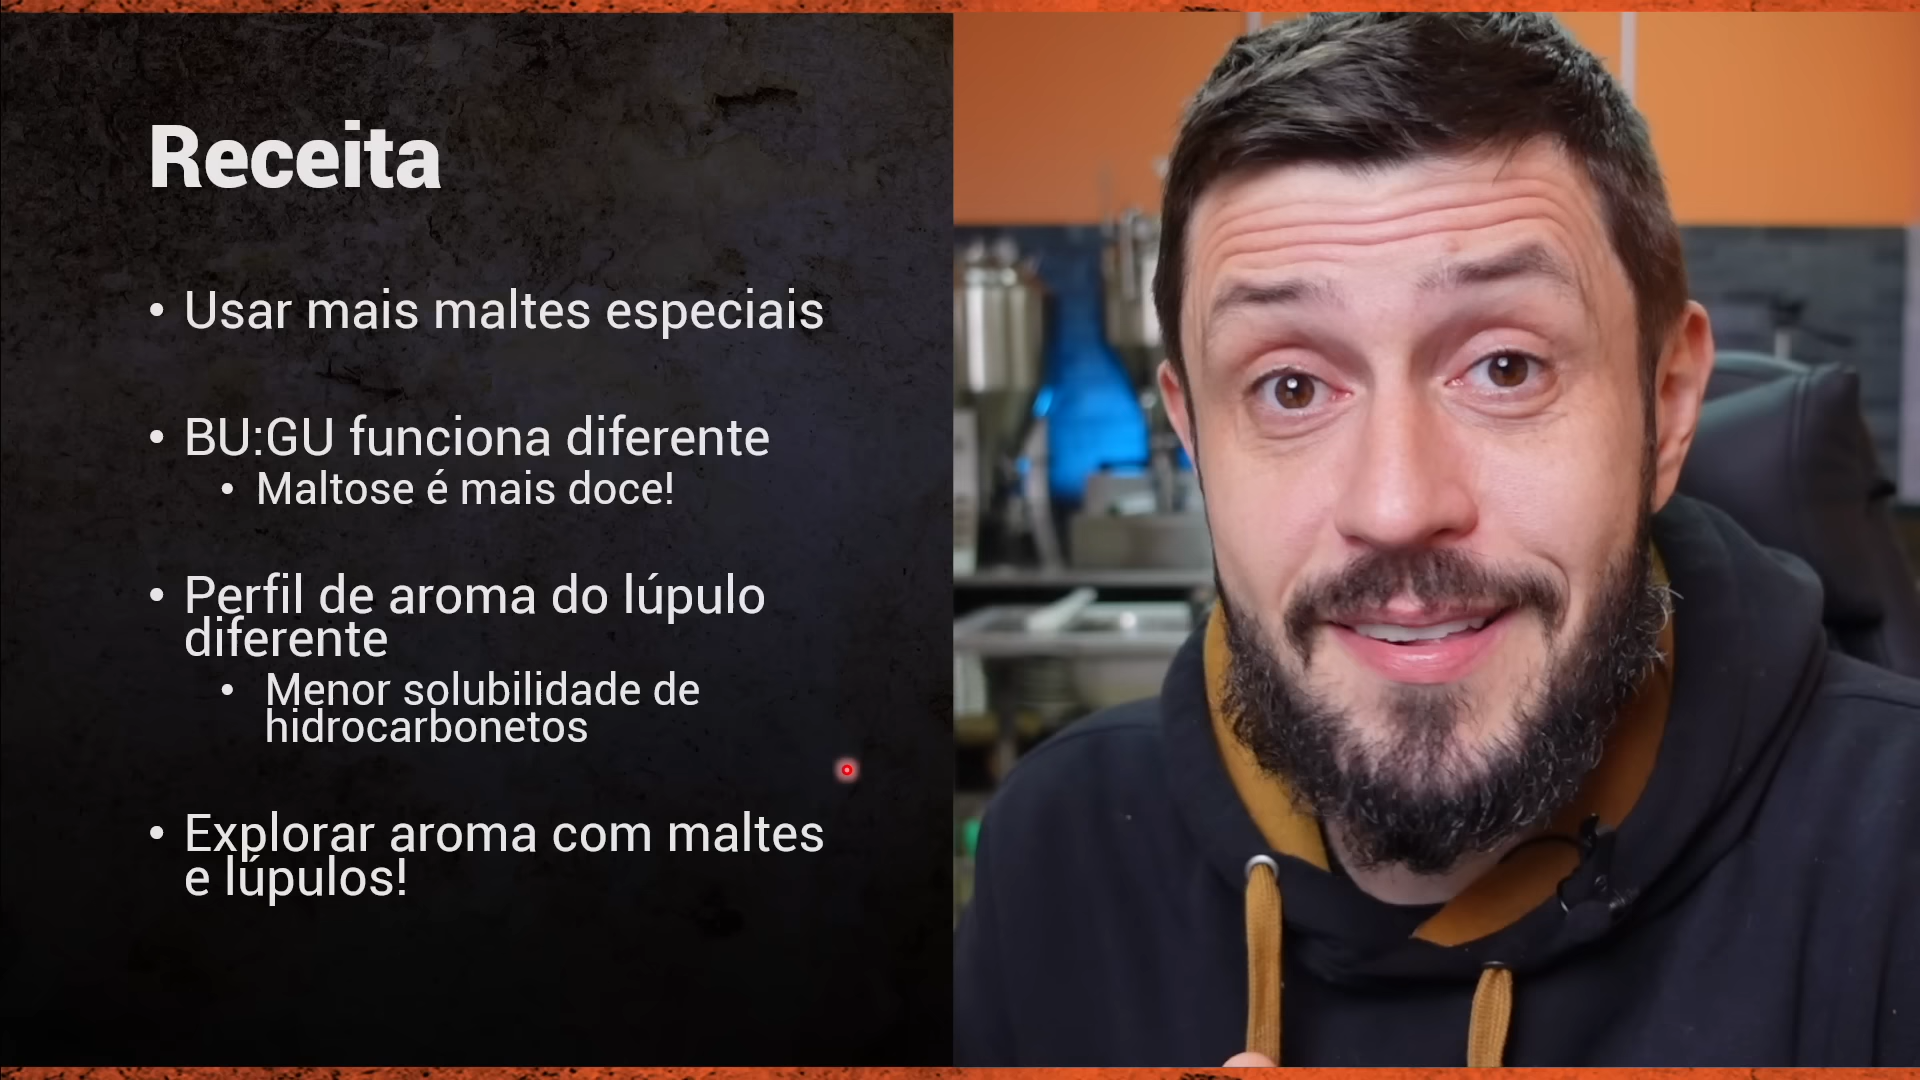 Receita
• Usar mais maltes especiais
• BU:GU funciona diferente
• Maltose é mais doce!
• Perfil de aroma do lúpulo
diferente
• Menor solubilidade de
hidrocarbonetos
• Explorar aroma com maltes
e lúpulos!